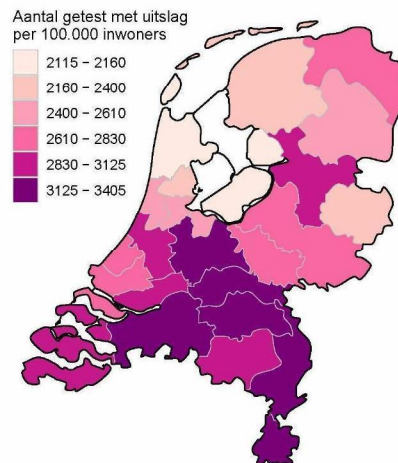 Aantal getest met uitslag
per 100.000 inwoners
2115 – 2160
2160 – 2400
2400 – 2610
2610 – 2830
2830 – 3125
3125 – 3405